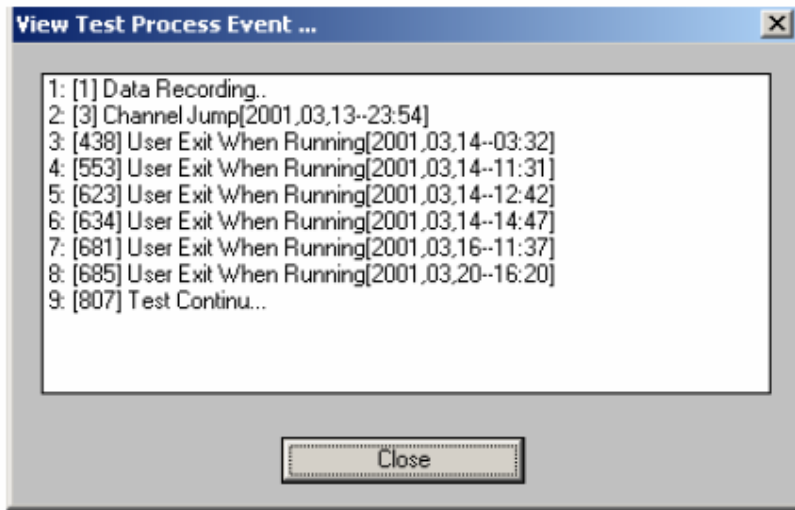 View Test Process Event ...
1: [1] Data Recording..
2: [3] Channel Jump[2001,03,13--23:54]
3: [438] User Exit When Running[2001,03,14--03:32]
4: [553] User Exit When Running[2001,03,14--11:31]
5: [623] User Exit When Running[2001,03,14--12:42]
6: [634] User Exit When Running[2001,03,14--14:47]
7: [681] User Exit When Running[2001,03,16--11:37]
8: [685] User Exit When Running[2001,03,20--16:20]
9: [807] Test Continu...
Close